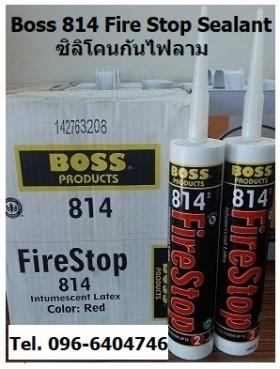 Boss 814 Fire Stop Sealant
ซิลิโคนกันไฟลาม
142763208
BOSS
PRODUCTS
814
FireStop
814
Intumescent Latex
Color: Red
BOSS
PRODUCTS
814
FireStop
2
BOSS
PRODUCTS
814
FireStop
2
Tel. 096-6404746